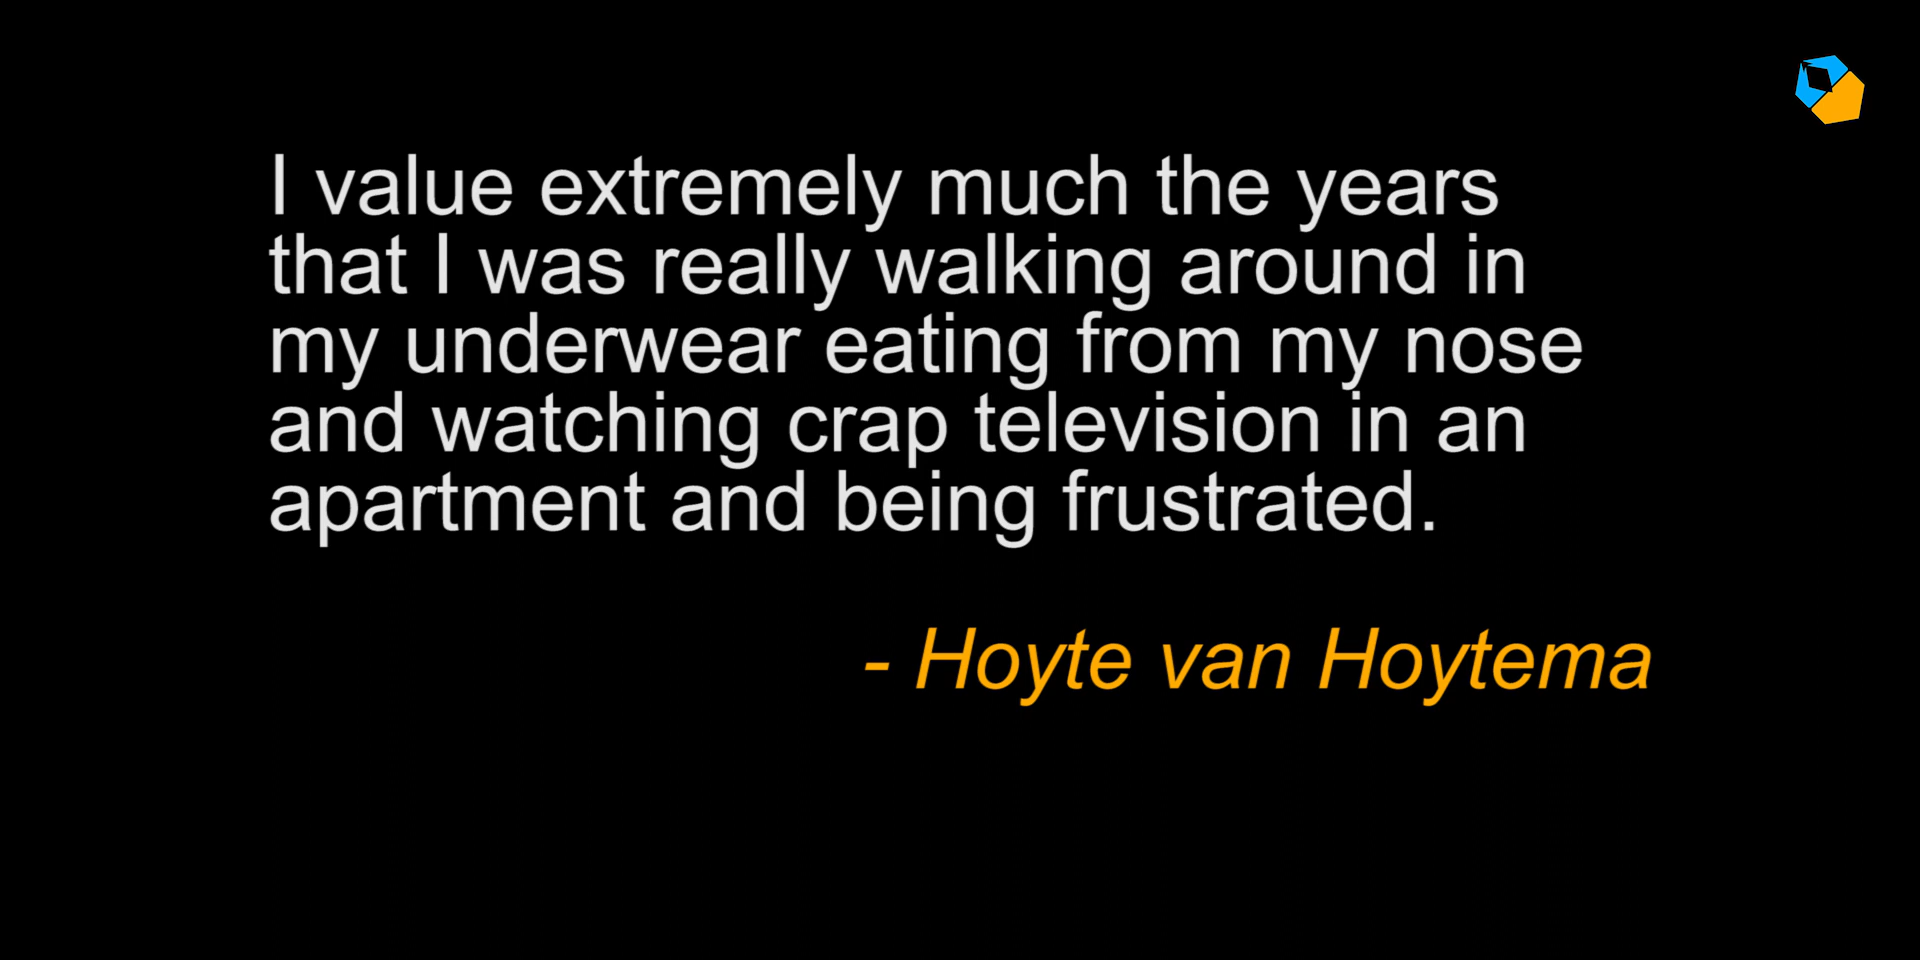 I value extremely much the years
that I was really walking around in
my underwear eating from my nose
and watching crap television in an
apartment and being frustrated.
- Hoyte van Hoytema